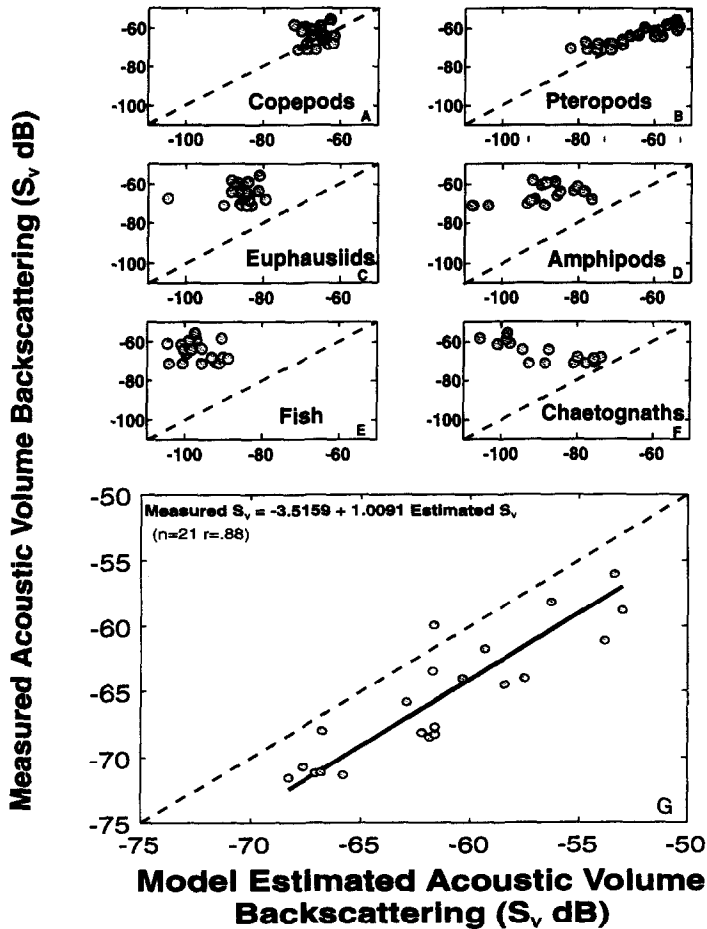 Measured Acoustic Volume Backscattering (Sv dB)
-60
-80
-100
Copepods
A
-100
-80
-60
-60
-80
-100
Pteropods
B
-100
-80
-60
-60
-80
-100
Euphausiids
C
-100
-80
-60
-60
-80
-100
Amphipods
D
-100
-80
-60
-60
-80
-100
Fish
E
-100
-80
-60
-60
-80
-100
Chaetognaths
F
-100
-80
-60
-50
Measured Sv = -3.5159 + 1.0091 Estimated Sv
(n=21 r=.88)
-55
-60
-65
-70
-75
G
-75
-70
-65
-60
-55
-50
Model Estimated Acoustic Volume
Backscattering (Sv dB)